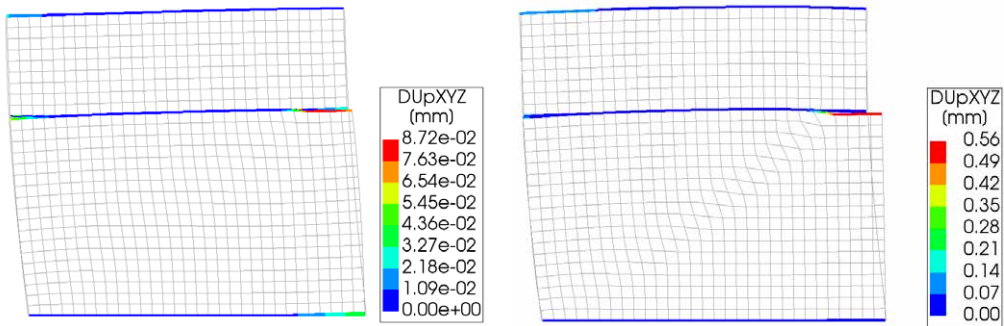 DUpXYZ
(mm)
8.72e-02
7.63e-02
6.54e-02
5.45e-02
4.36e-02
3.27e-02
2.18e-02
1.09e-02
0.00e+00
DUpXYZ
(mm)
0.56
0.49
0.42
0.35
0.28
0.21
0.14
0.07
0.00